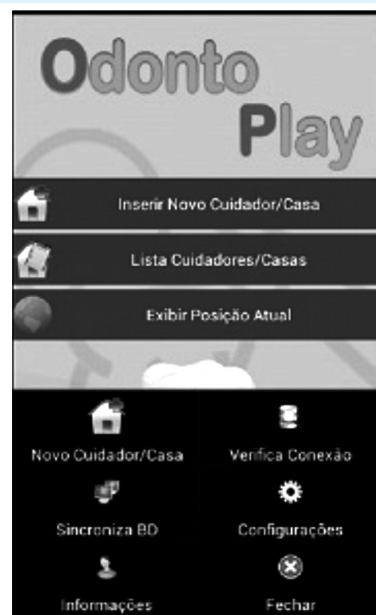 Odonto
Play
Inserir Novo Cuidador/Casa
Lista Cuidadores/Casas
Exibir Posição Atual
Novo Cuidador/Casa
Verifica Conexão
Sincroniza BD
Configurações
Informações
Fechar